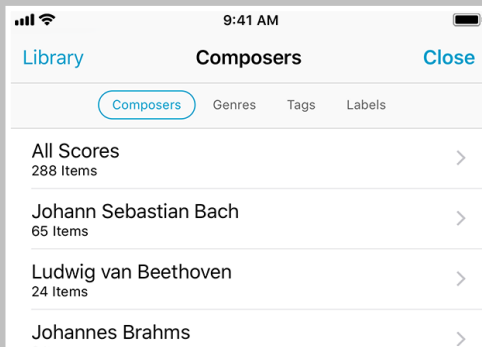 9:41 AM
Library Composers Close
Composers Genres Tags Labels
All Scores
288 Items
Johann Sebastian Bach
65 Items
Ludwig van Beethoven
24 Items
Johannes Brahms